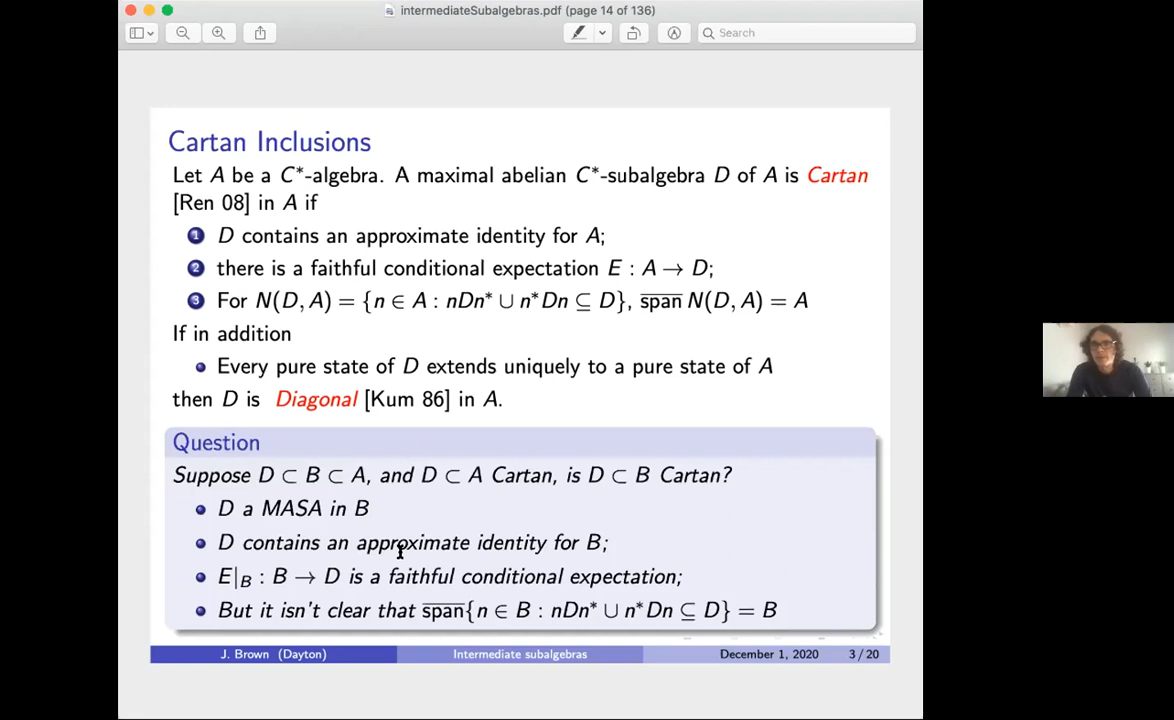 intermediateSubalgebras.pdf (page 14 of 136)
Search
Cartan Inclusions
Let A be a C*-algebra. A maximal abelian C*-subalgebra D of A is Cartan
[Ren 08] in A if
1 D contains an approximate identity for A;
2 there is a faithful conditional expectation E : A → D;
3 For N(D, A) = {n ∈ A : nDn* ∪ n*Dn ⊆ D}, s̅p̅a̅n̅ N(D, A) = A
If in addition
• Every pure state of D extends uniquely to a pure state of A
then D is Diagonal [Kum 86] in A.
Question
Suppose D ⊂ B ⊂ A, and D ⊂ A Cartan, is D ⊂ B Cartan?
• D a MASA in B
• D contains an approximate identity for B;
• E|_B : B → D is a faithful conditional expectation;
• But it isn't clear that s̅p̅a̅n̅{n ∈ B : nDn* ∪ n*Dn ⊆ D} = B
J. Brown (Dayton) Intermediate subalgebras December 1, 2020 3 / 20